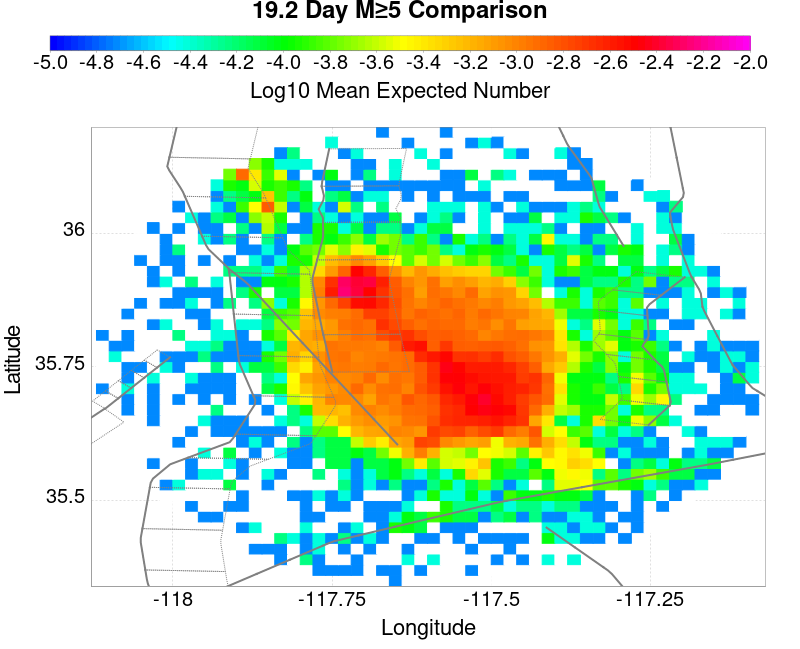 19.2 Day M≥5 Comparison
-5.0 -4.8 -4.6 -4.4 -4.2 -4.0 -3.8 -3.6 -3.4 -3.2 -3.0 -2.8 -2.6 -2.4 -2.2 -2.0
Log10 Mean Expected Number
36
35.75
35.5
Latitude
-118 -117.75 -117.5 -117.25
Longitude